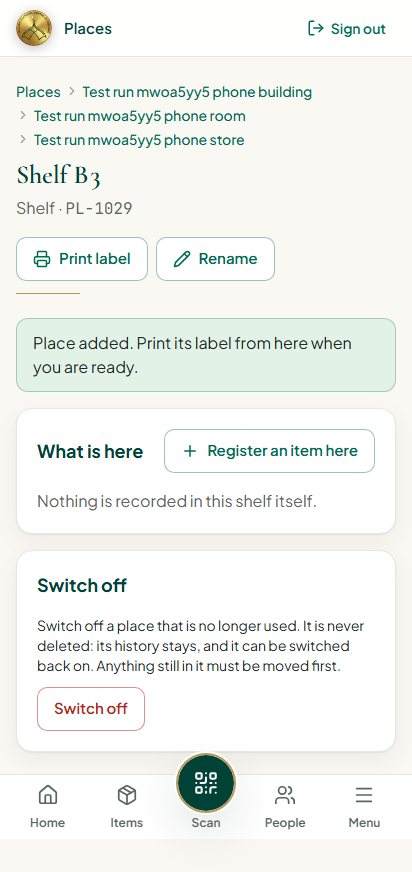 Places
Sign out
Places > Test run mwoa5yy5 phone building
> Test run mwoa5yy5 phone room
> Test run mwoa5yy5 phone store
Shelf B3
Shelf · PL-1029
Print label
Rename
Place added. Print its label from here when
you are ready.
What is here
Register an item here
Nothing is recorded in this shelf itself.
Switch off
Switch off a place that is no longer used. It is never
deleted: its history stays, and it can be switched
back on. Anything still in it must be moved first.
Switch off
Home
Items
Scan
People
Menu